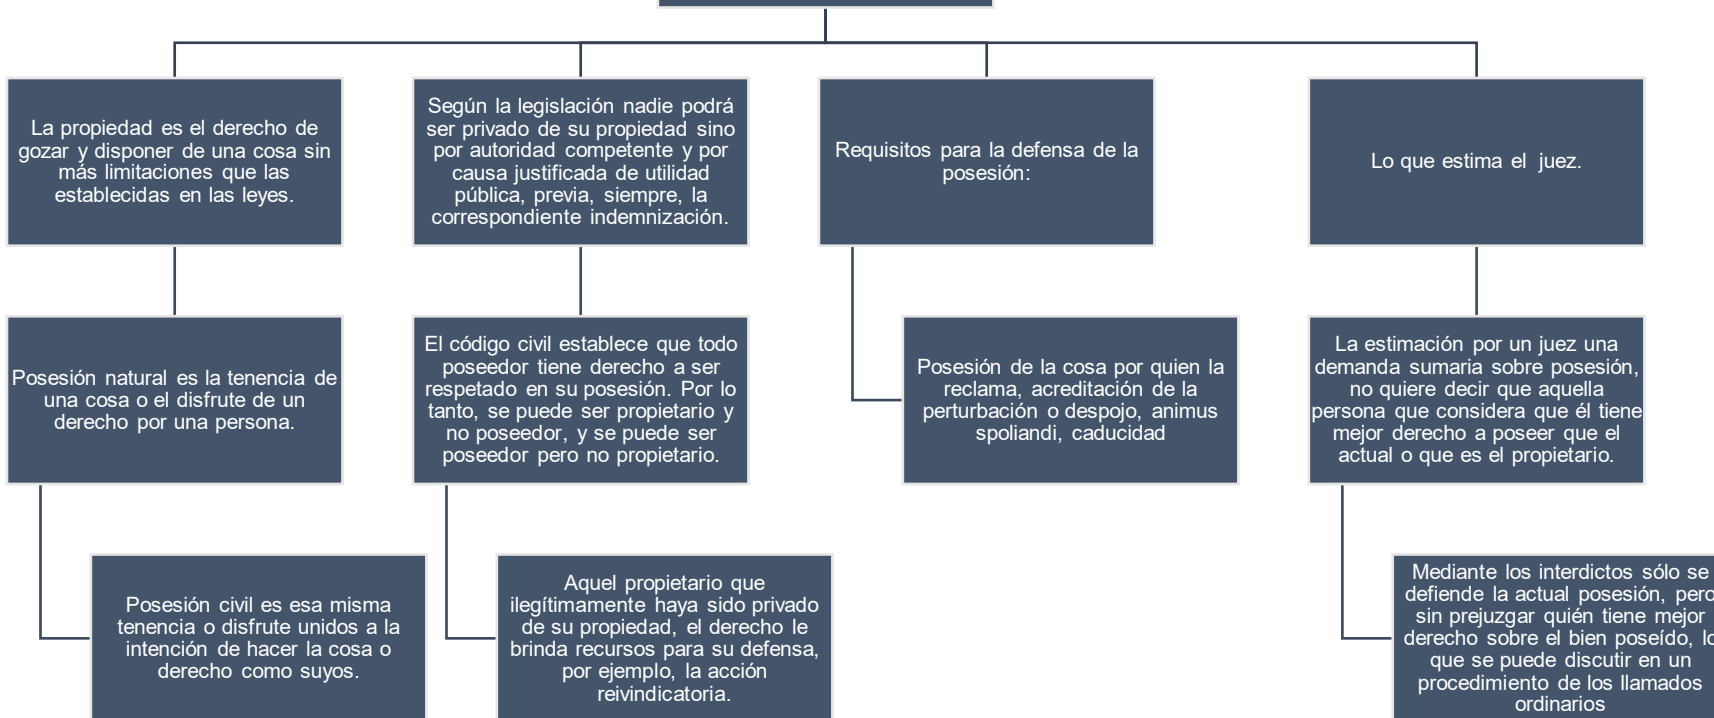 La propiedad es el derecho de
gozar y disponer de una cosa sin
más limitaciones que las
establecidas en las leyes.
Según la legislación nadie podrá
ser privado de su propiedad sino
por autoridad competente y por
causa justificada de utilidad
pública, previa, siempre, la
correspondiente indemnización.
Requisitos para la defensa de la
posesión:
Lo que estima el juez.
Posesión natural es la tenencia de
una cosa o el disfrute de un
derecho por una persona.
El código civil establece que todo
poseedor tiene derecho a ser
respetado en su posesión. Por lo
tanto, se puede ser propietario y
no poseedor, y se puede ser
poseedor pero no propietario.
Posesión de la cosa por quien la
reclama, acreditación de la
perturbación o despojo, animus
spoliandi, caducidad
La estimación por un juez una
demanda sumaria sobre posesión,
no quiere decir que aquella
persona que considera que él tiene
mejor derecho a poseer que el
actual o que es el propietario.
Posesión civil es esa misma
tenencia o disfrute unidos a la
intención de hacer la cosa o
derecho como suyos.
Aquel propietario que
ilegítimamente haya sido privado
de su propiedad, el derecho le
brinda recursos para su defensa,
por ejemplo, la acción
reivindicatoria.
Mediante los interdictos sólo se
defiende la actual posesión, pero
sin prejuzgar quién tiene mejor
derecho sobre el bien poseído, lo
que se puede discutir en un
procedimiento de los llamados
ordinarios